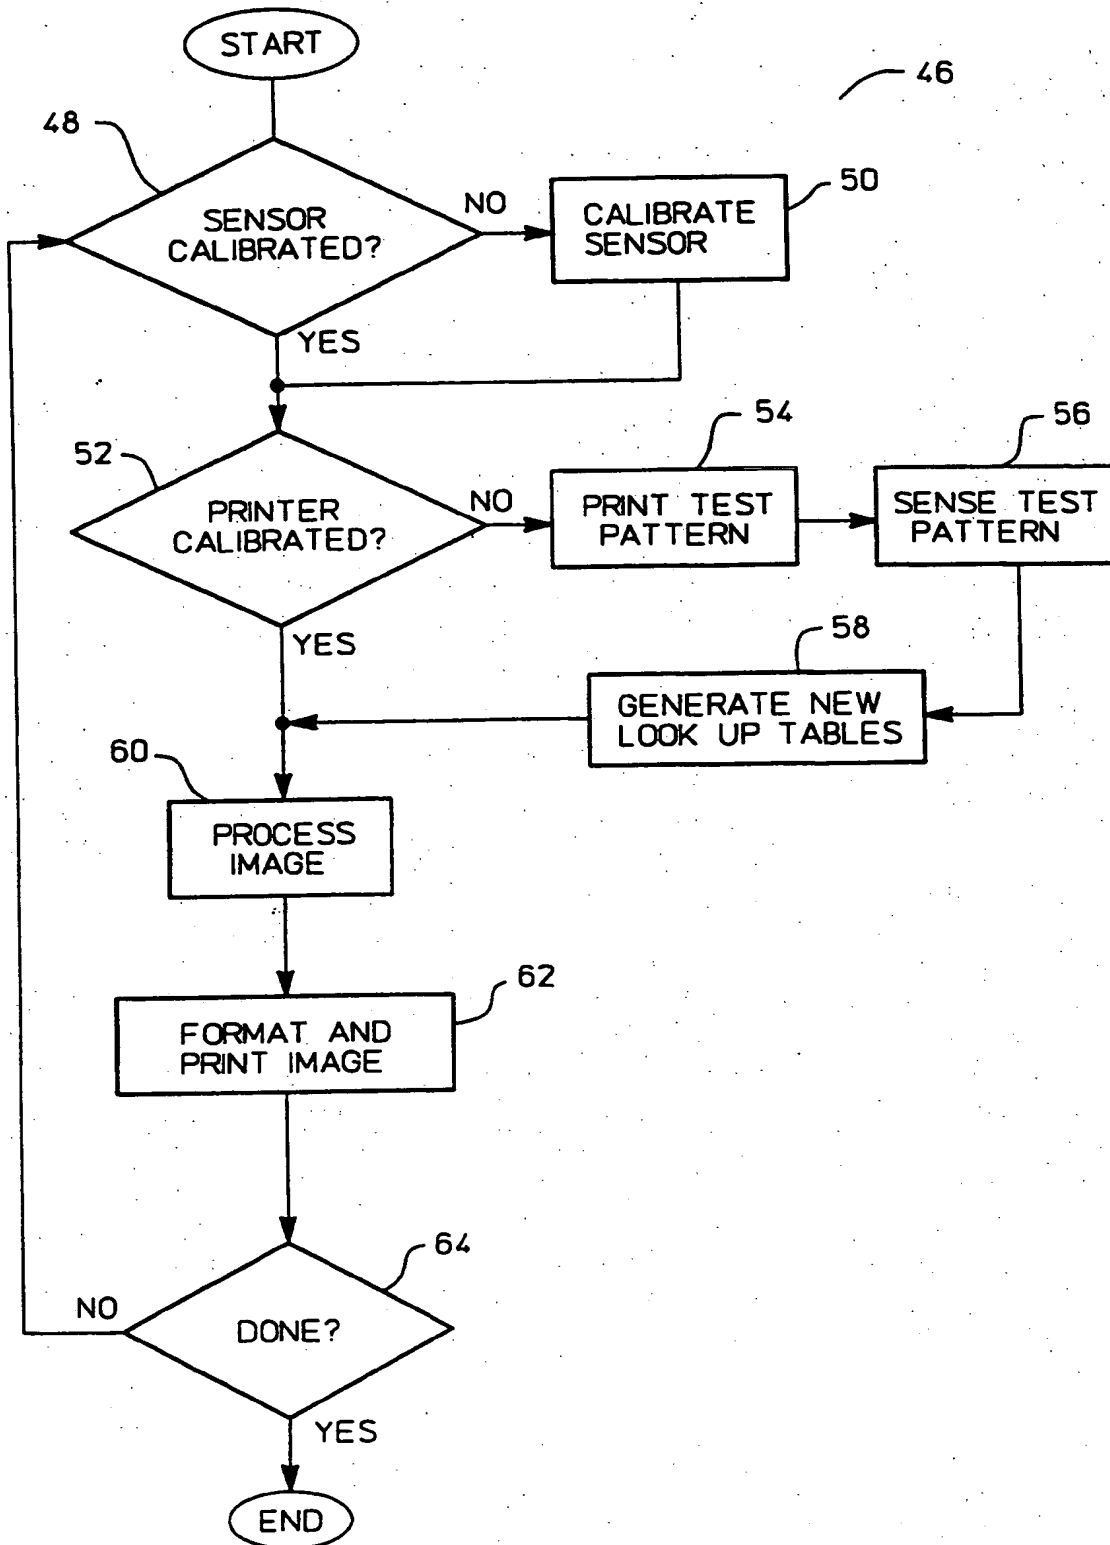 START
46
48
SENSOR
CALIBRATED?
NO
50
CALIBRATE
SENSOR
YES
52
PRINTER
CALIBRATED?
NO
54
PRINT TEST
PATTERN
56
SENSE TEST
PATTERN
YES
58
GENERATE NEW
LOOK UP TABLES
60
PROCESS
IMAGE
62
FORMAT AND
PRINT IMAGE
64
DONE?
NO
YES
END